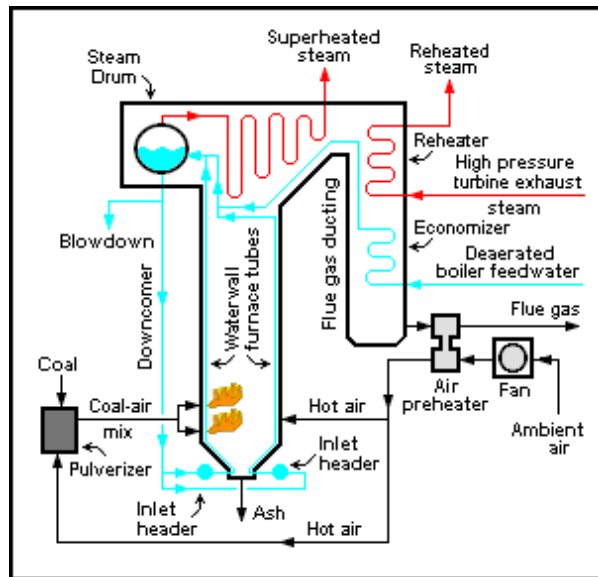 Superheated
steam
Reheated
steam
Steam
Drum
Reheater
High pressure
turbine exhaust
steam
Economizer
Deaerated
boiler feedwater
Blowdown
Flue gas ducting
Downcomer
Waterwall
furnace tubes
Flue gas
Air
preheater
Fan
Ambient
air
Coal
Coal-air
mix
Hot air
Pulverizer
Inlet
header
Inlet
header
Ash
Hot air